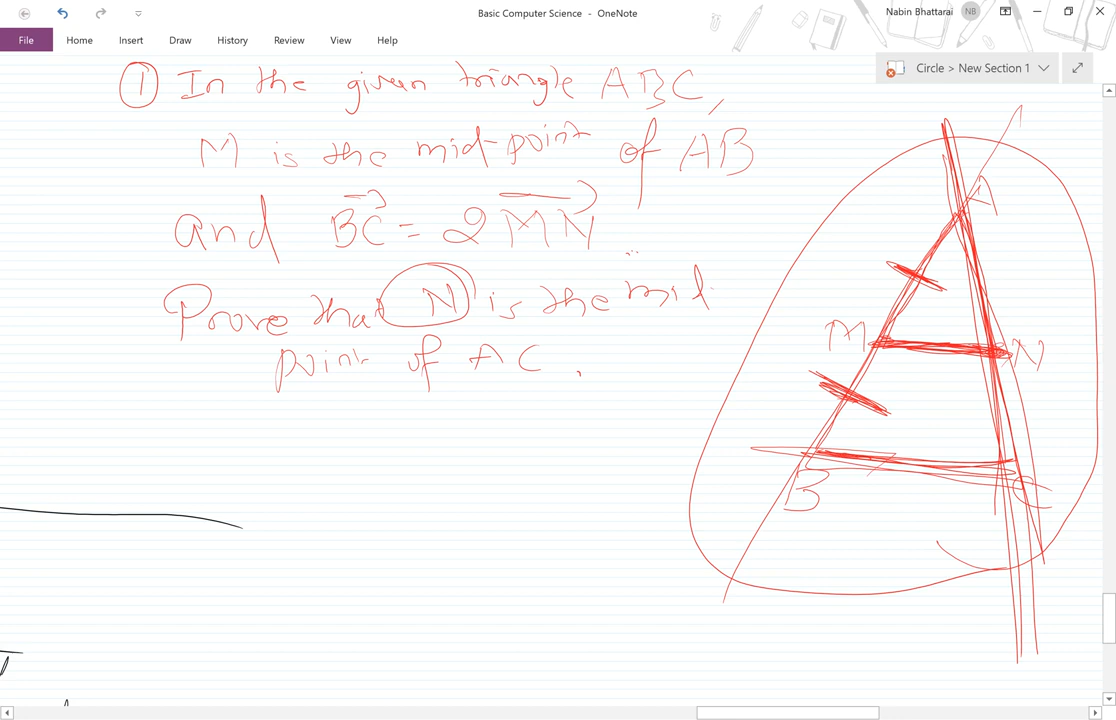 Basic Computer Science - OneNote
Nabin Bhattarai
NB
File Home Insert Draw History Review View Help
Circle > New Section 1
① In the given triangle ABC,
M is the mid-point of AB
and BC⃗ = 2 MN⃗
Prove that N is the mid
point of AC.
A
M
N
B
C